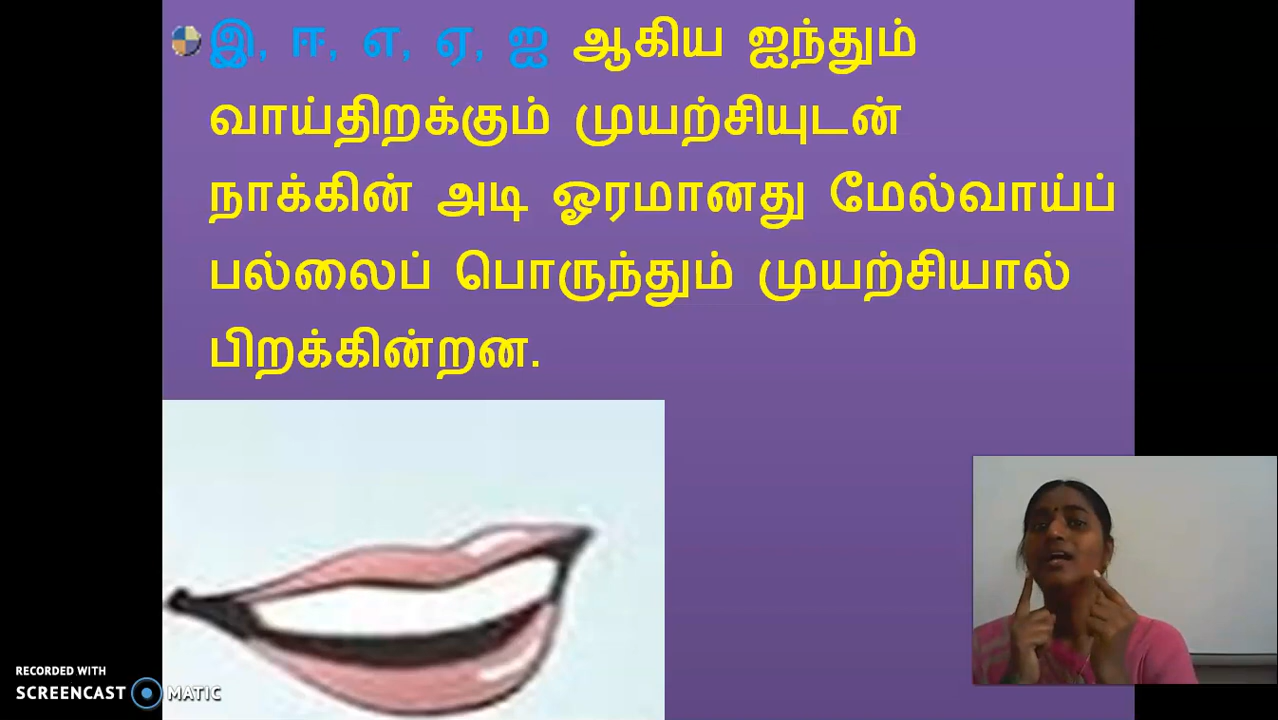 இ, ஈ, எ, ஏ, ஐ ஆகிய ஐந்தும்
வாய்திறக்கும் முயற்சியுடன்
நாக்கின் அடி ஓரமானது மேல்வாய்ப்
பல்லைப் பொருந்தும் முயற்சியால்
பிறக்கின்றன.
RECORDED WITH
SCREENCAST MATIC